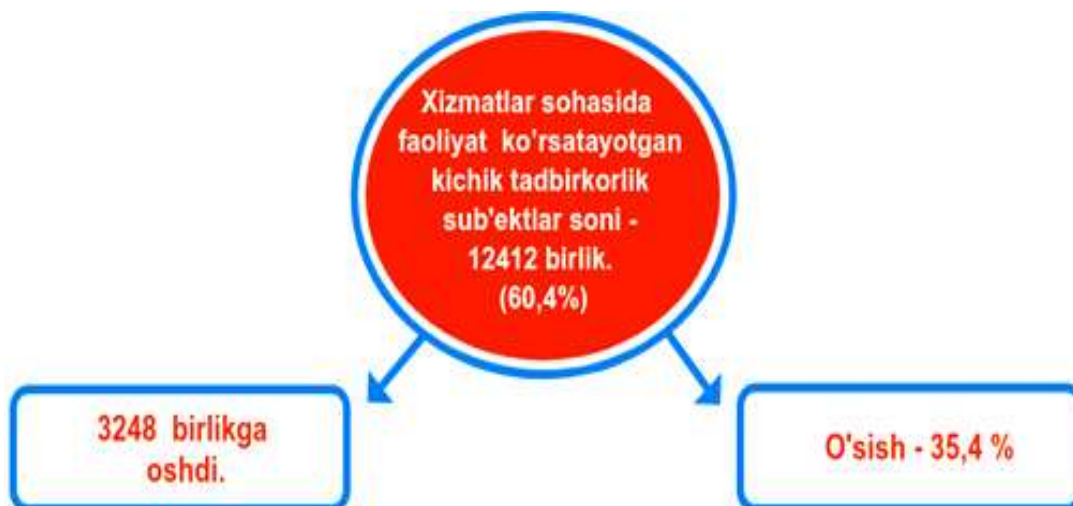 Xizmatlar sohasida
faoliyat ko'rsatayotgan
kichik tadbirkorlik
sub'ektlar soni -
12412 birlik.
(60,4%)
3248 birlikga
oshdi.
O'sish - 35,4 %